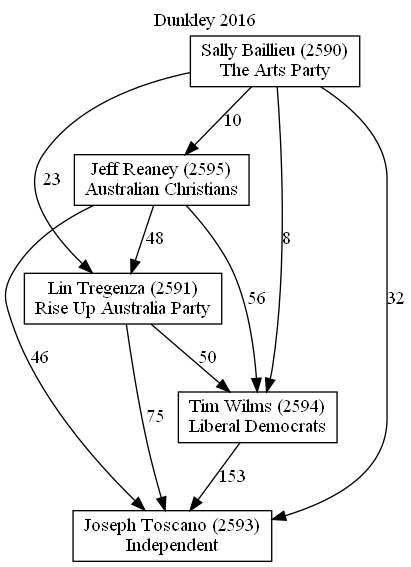 Dunkley 2016
Sally Baillieu (2590)
The Arts Party
10
Jeff Reaney (2595)
Australian Christians
23
48
8
32
Lin Tregenza (2591)
Rise Up Australia Party
56
46
50
75
Tim Wilms (2594)
Liberal Democrats
153
Joseph Toscano (2593)
Independent